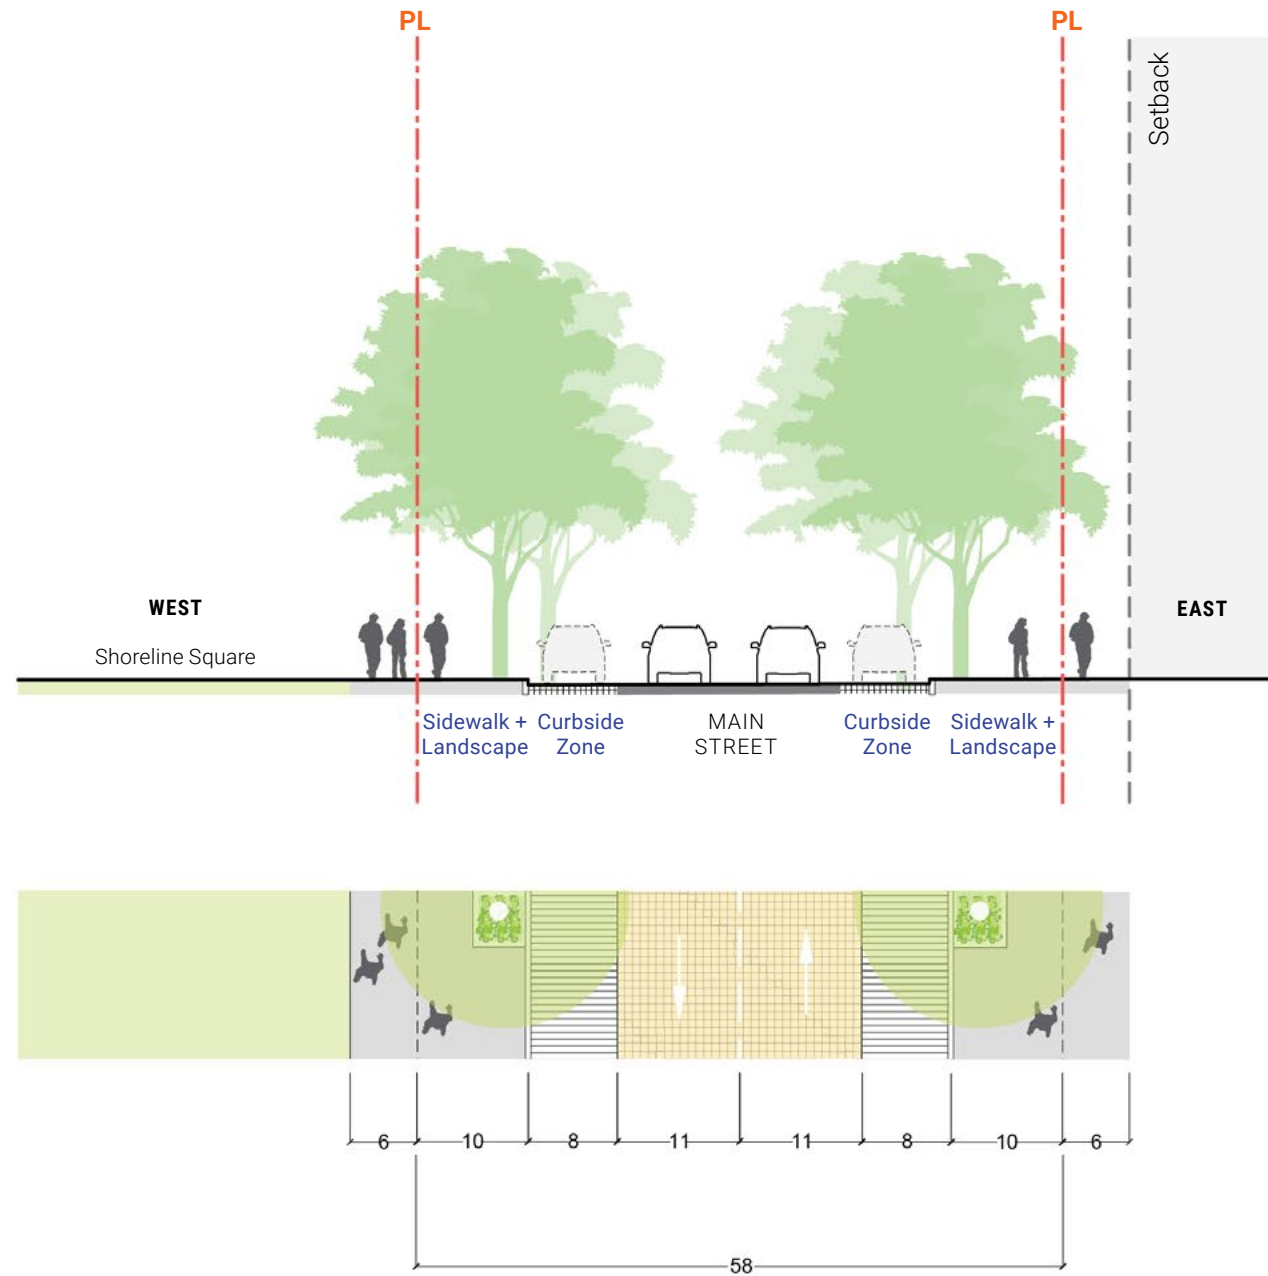 PL
PL
Setback
WEST
EAST
Shoreline Square
Sidewalk +
Landscape
Curbside
Zone
MAIN
STREET
Curbside
Zone
Sidewalk +
Landscape
6 10 8 11 11 8 10 6
58